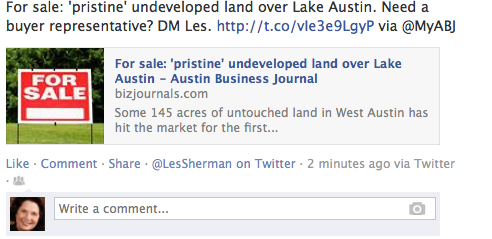 For sale: 'pristine' undeveloped land over Lake Austin. Need a
buyer representative? DM Les. http://t.co/vle3e9LgyP via @MyABJ
FOR
SALE
For sale: 'pristine' undeveloped land over Lake
Austin - Austin Business Journal
bizjournals.com
Some 145 acres of untouched land in West Austin has
hit the market for the first...
Like · Comment · Share · @LesSherman on Twitter · 2 minutes ago via Twitter
·
Write a comment...